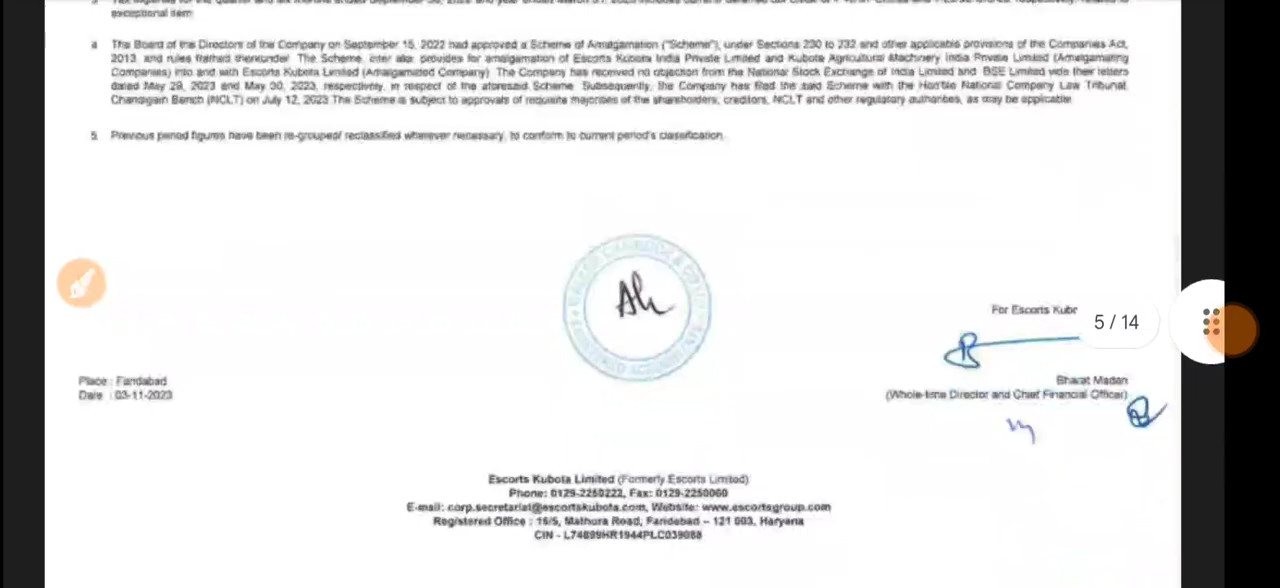 exceptional item
4 The Board of the Directors of the Company on September 15, 2022 had approved a Scheme of Amalgamation ("Scheme"), under Sections 230 to 232 and other applicable provisions of the Companies Act,
2013 and rules framed thereunder The Scheme, inter alia, provides for amalgamation of Escorts Kubota India Private Limited and Kubota Agricultural Machinery India Private Limited (Amalgamating
Companies) into and with Escorts Kubota Limited (Amalgamated Company) The Company has received no objection from the National Stock Exchange of India Limited and BSE Limited vide their letters
dated May 29, 2023 and May 30, 2023, respectively, in respect of the aforesaid Scheme Subsequently, the Company has filed the said Scheme with the Hon'ble National Company Law Tribunal,
Chandigarh Bench (NCLT) on July 12, 2023 The Scheme is subject to approvals of requisite majorities of the shareholders, creditors, NCLT and other regulatory authorities, as may be applicable
5 Previous period figures have been re-grouped/ reclassified wherever necessary, to conform to current period's classification
For Escorts Kub
5 / 14
Place : Faridabad
Date : 03-11-2023
Bharat Madan
(Whole-time Director and Chief Financial Officer)
Escorts Kubota Limited (Formerly Escorts Limited)
Phone: 0129-2250222, Fax: 0129-2250060
E-mail: corp.secretarial@escortskubota.com, Website: www.escortsgroup.com
Registered Office : 15/5, Mathura Road, Faridabad – 121 003, Haryana
CIN - L74899HR1944PLC039088